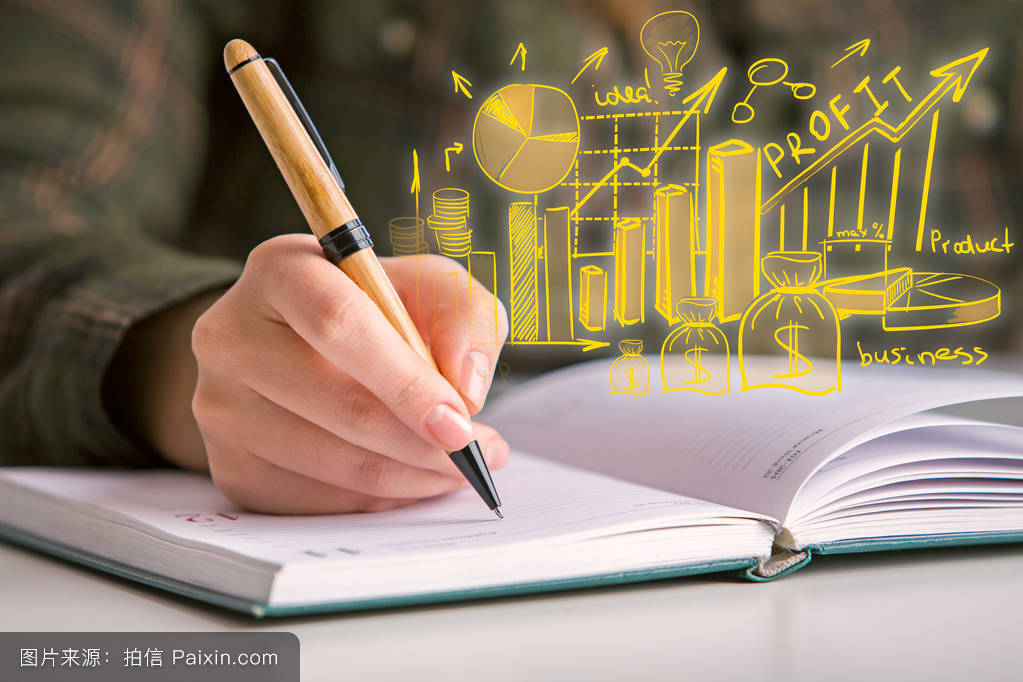 idea!
PROFIT
max %
Product
business
$
$
$
图片来源：拍信 Paixin.com